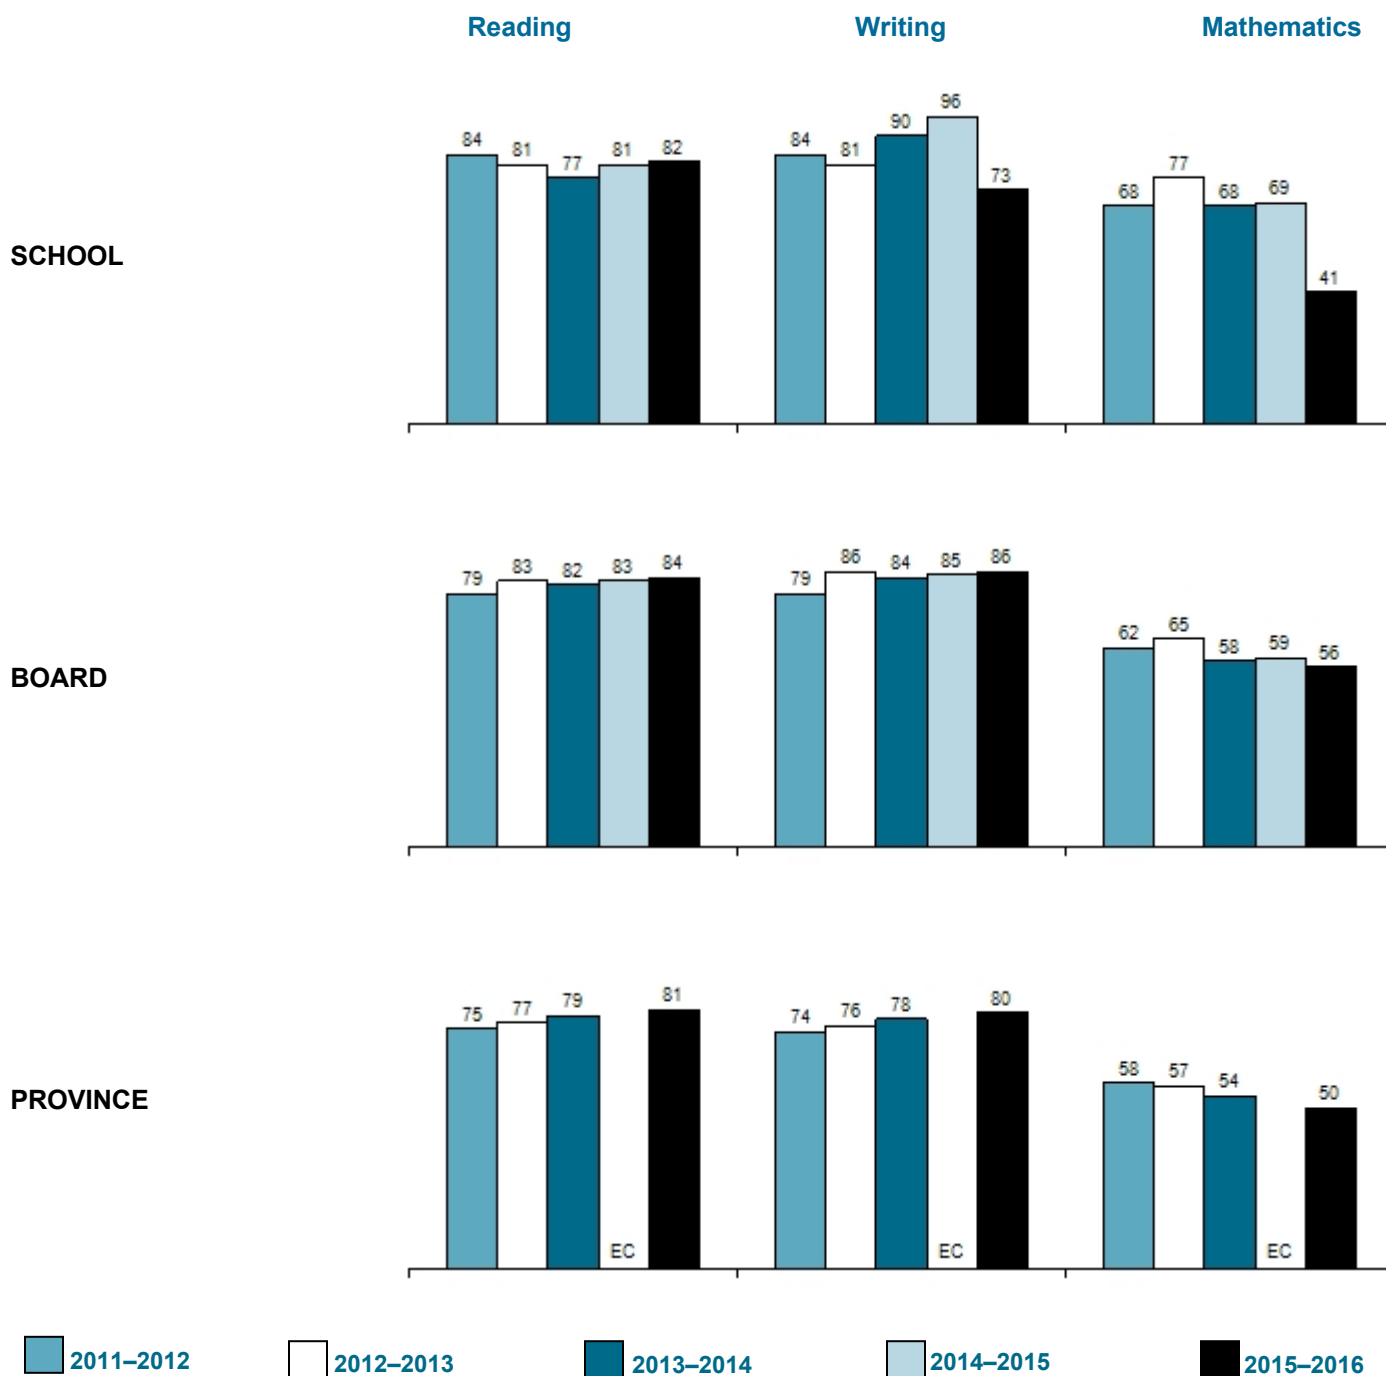 Reading Writing Mathematics
SCHOOL
84 81 77 81 82
84 81 90 96 73
68 77 68 69 41
BOARD
79 83 82 83 84
79 86 84 85 86
62 65 58 59 56
PROVINCE
75 77 79 EC 81
74 76 78 EC 80
58 57 54 EC 50
2011–2012 2012–2013 2013–2014 2014–2015 2015–2016